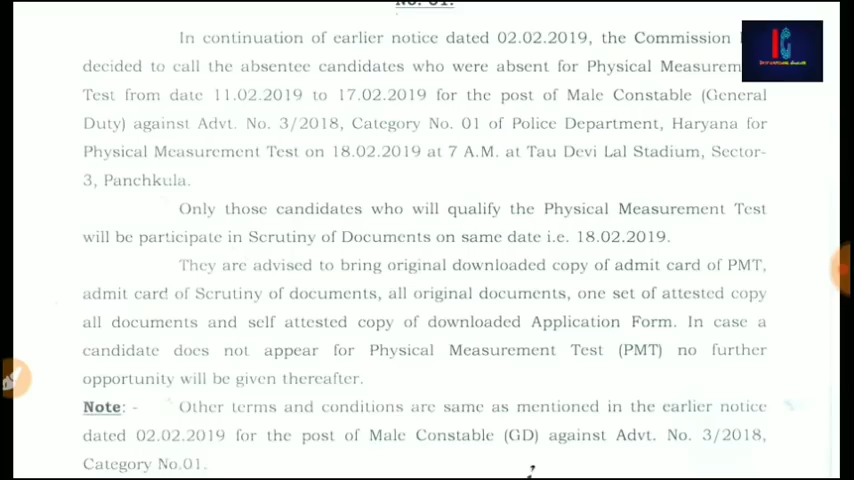 No. 01.
In continuation of earlier notice dated 02.02.2019, the Commission
decided to call the absentee candidates who were absent for Physical
Test from date 11.02.2019 to 17.02.2019 for the post of Male Constable (General
Duty) against Advt. No. 3/2018, Category No. 01 of Police Department, Haryana for
Physical Measurement Test on 18.02.2019 at 7 A.M. at Tau Devi Lal Stadium, Sector-
3, Panchkula.
Only those candidates who will qualify the Physical Measurement Test
will be participate in Scrutiny of Documents on same date i.e. 18.02.2019.
They are advised to bring original downloaded copy of admit card of PMT,
admit card of Scrutiny of documents, all original documents, one set of attested copy
all documents and self attested copy of downloaded Application Form. In case a
candidate does not appear for Physical Measurement Test (PMT) no further
opportunity will be given thereafter.
Note: - Other terms and conditions are same as mentioned in the earlier notice
dated 02.02.2019 for the post of Male Constable (GD) against Advt. No. 3/2018,
Category No.01.